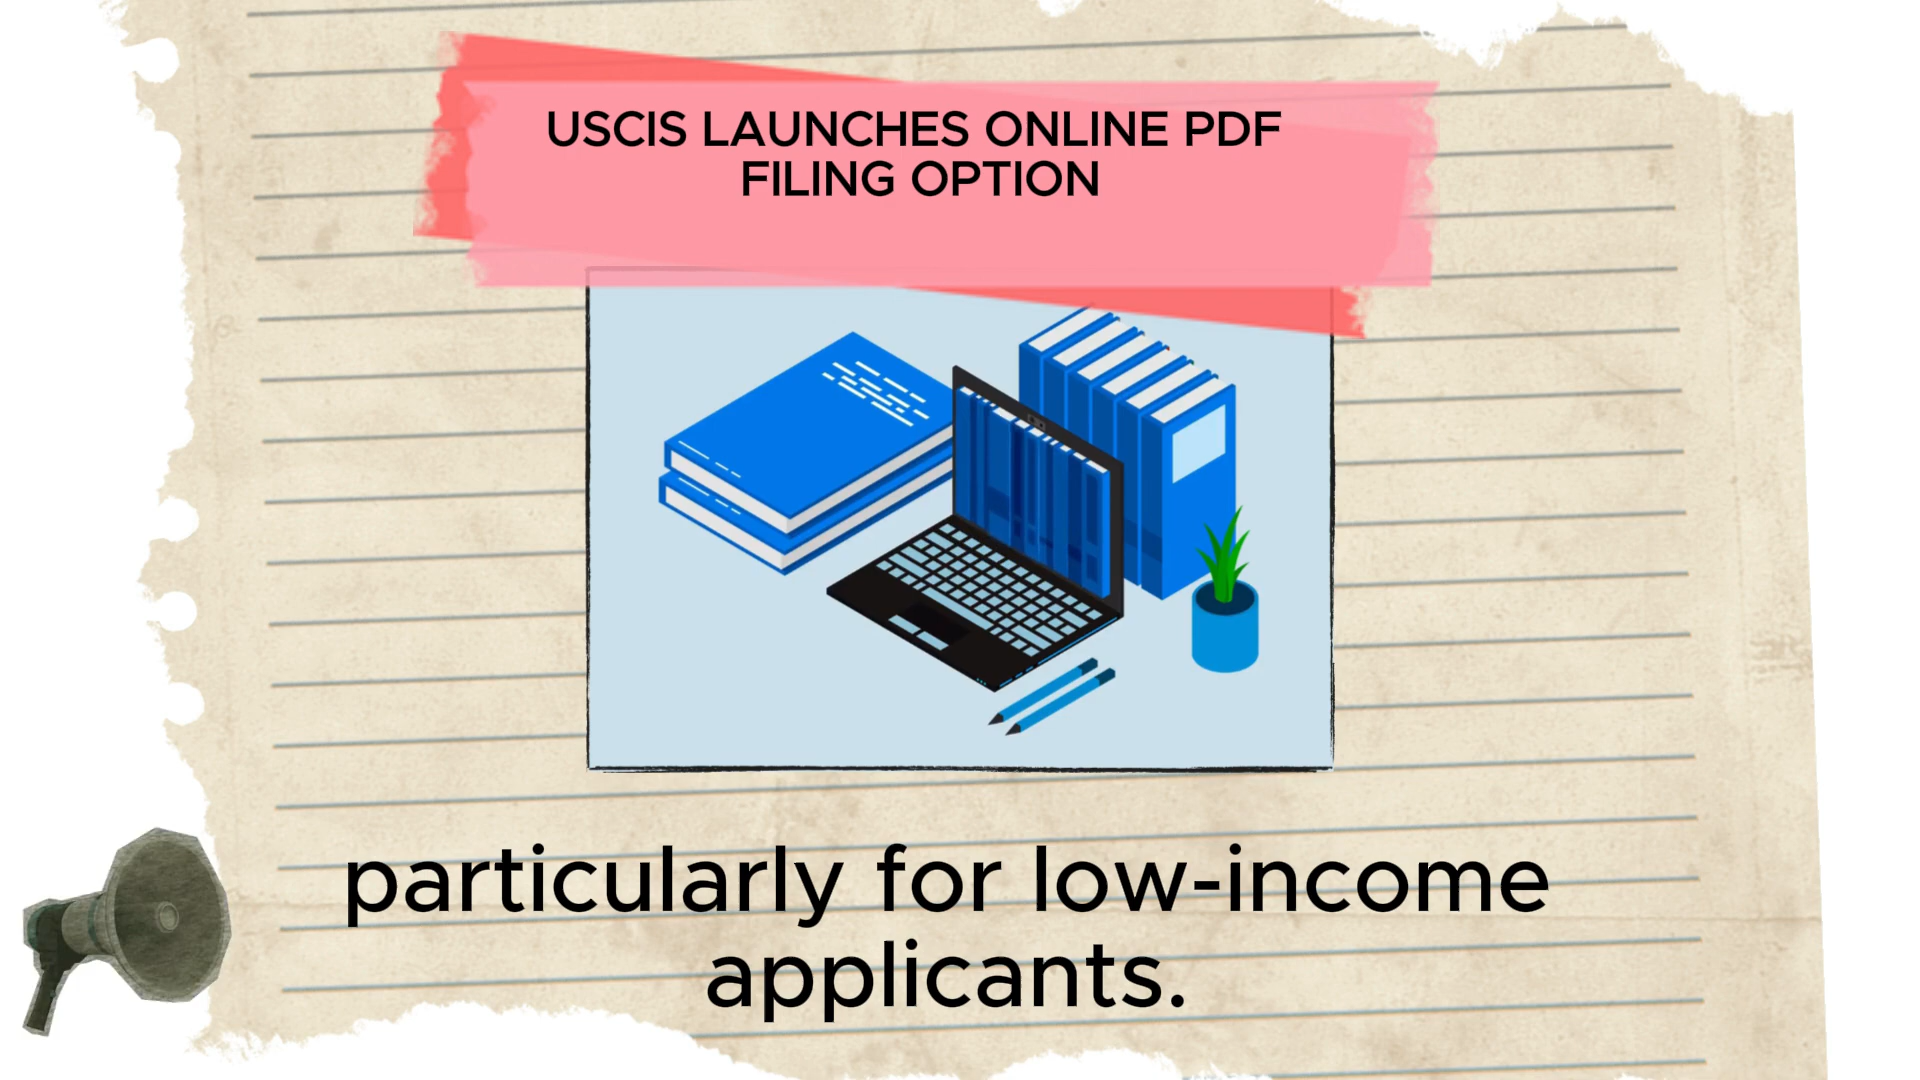 USCIS LAUNCHES ONLINE PDF
FILING OPTION
particularly for low-income
applicants.